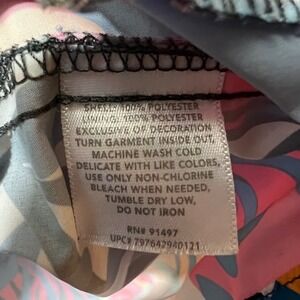 SHELL: 100% POLYESTER
LINING: 100% POLYESTER
EXCLUSIVE OF DECORATION
TURN GARMENT INSIDE OUT,
MACHINE WASH COLD
DELICATE WITH LIKE COLORS,
USE ONLY NON-CHLORINE
BLEACH WHEN NEEDED,
TUMBLE DRY LOW,
DO NOT IRON
RN# 91497
UPC# 797642940121